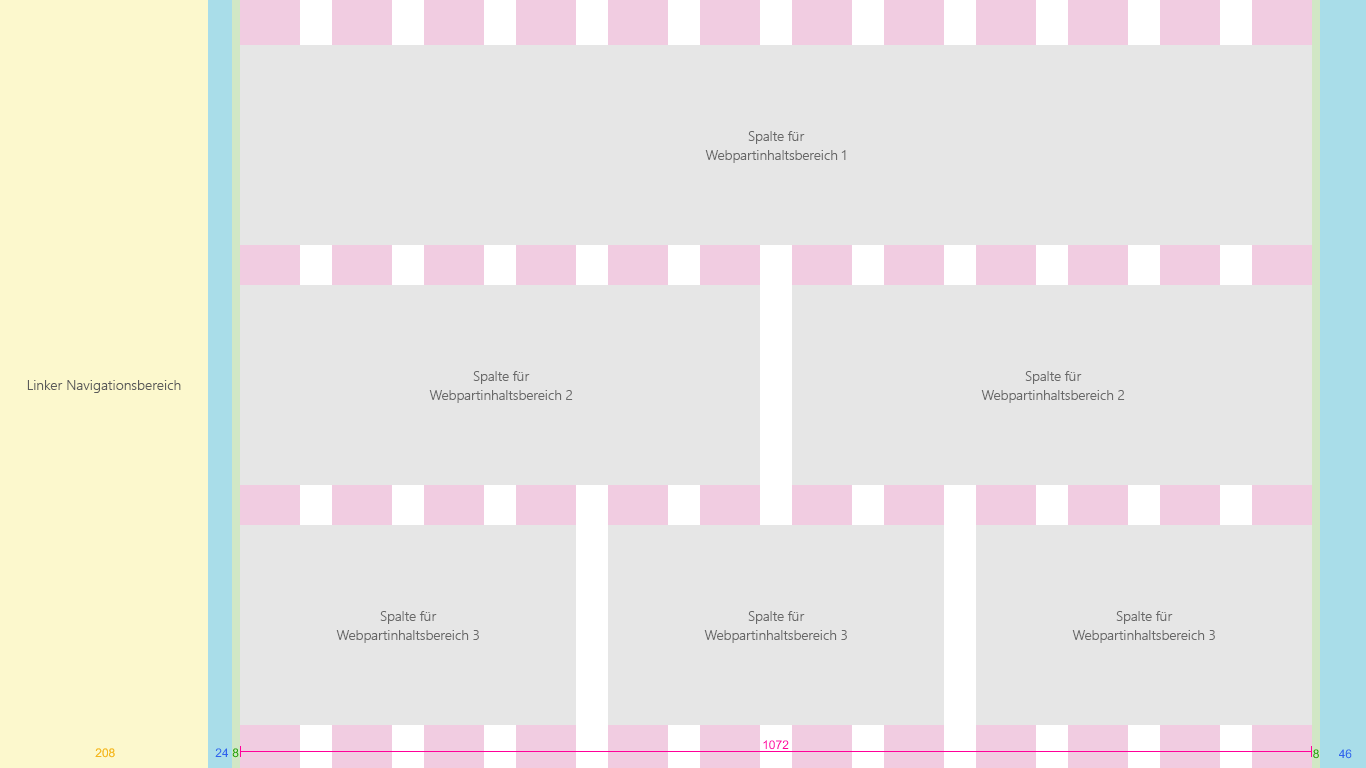 Spalte für
Webpartinhaltsbereich 1
Linker Navigationsbereich
Spalte für
Webpartinhaltsbereich 2
Spalte für
Webpartinhaltsbereich 2
Spalte für
Webpartinhaltsbereich 3
Spalte für
Webpartinhaltsbereich 3
Spalte für
Webpartinhaltsbereich 3
208
24
8
1072
8
46